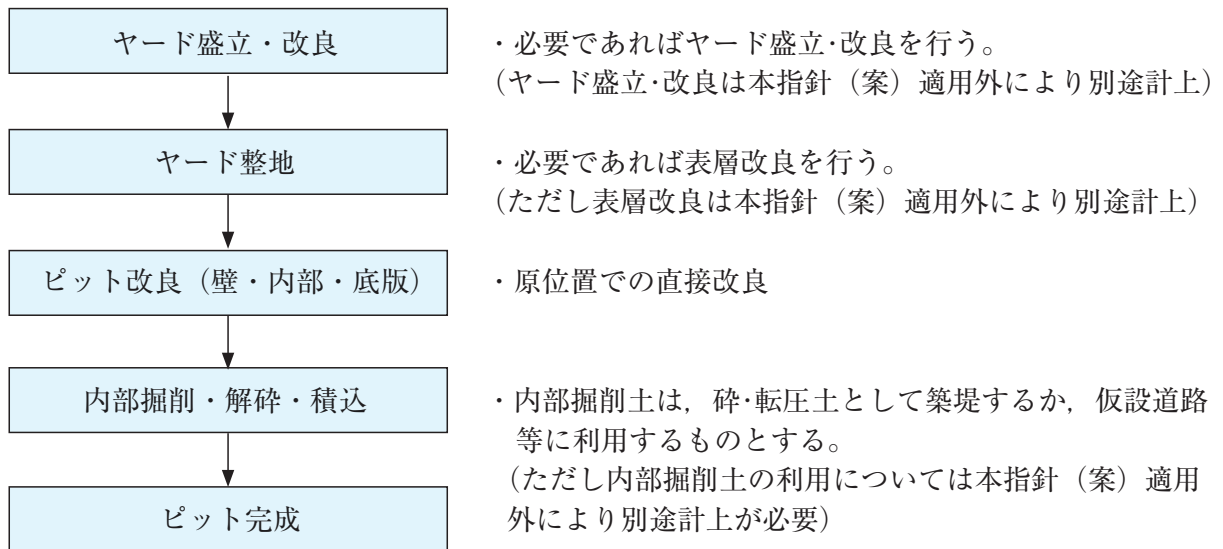 ヤード盛立・改良
・必要であればヤード盛立･改良を行う。
（ヤード盛立･改良は本指針（案）適用外により別途計上）
ヤード整地
・必要であれば表層改良を行う。
（ただし表層改良は本指針（案）適用外により別途計上）
ピット改良（壁・内部・底版）
・原位置での直接改良
内部掘削・解砕・積込
・内部掘削土は，砕･転圧土として築堤するか，仮設道路
等に利用するものとする。
（ただし内部掘削土の利用については本指針（案）適用
外により別途計上が必要）
ピット完成